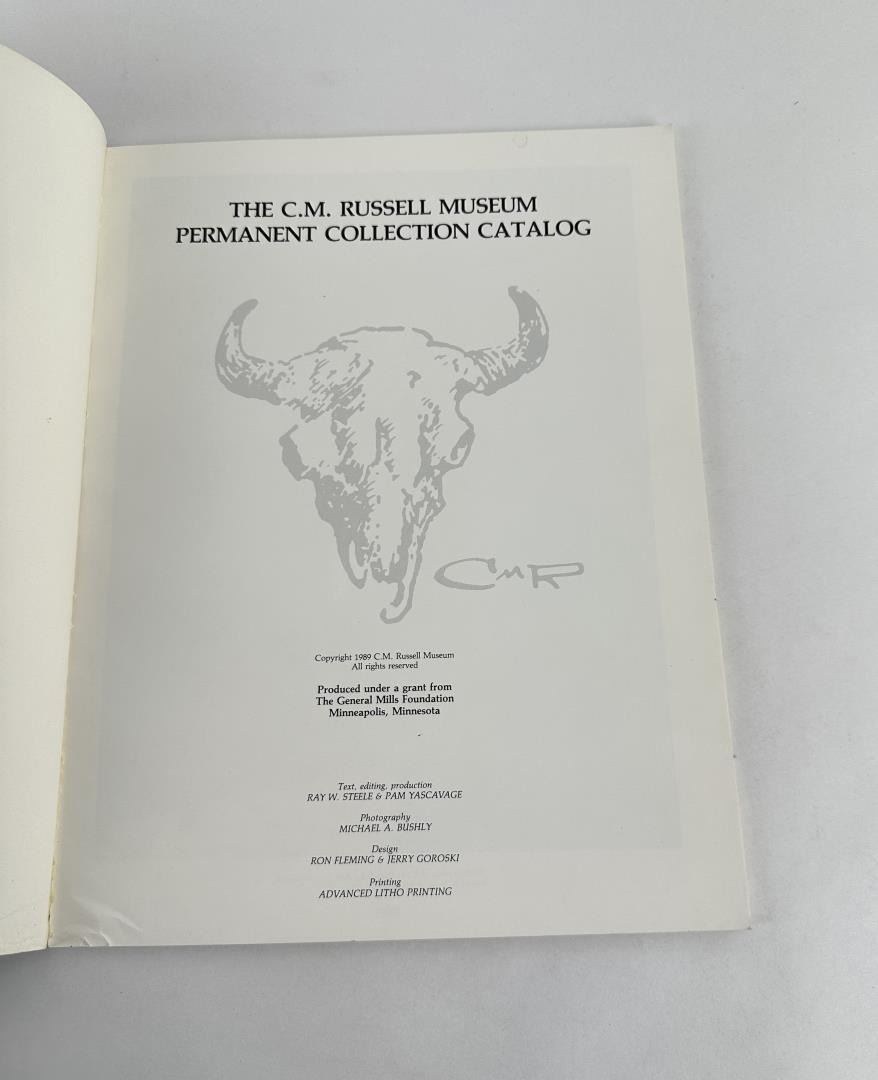 THE C.M. RUSSELL MUSEUM
PERMANENT COLLECTION CATALOG
CMR
Copyright 1989 C.M. Russell Museum
All rights reserved
Produced under a grant from
The General Mills Foundation
Minneapolis, Minnesota
Text, editing, production
RAY W. STEELE & PAM YASCAVAGE
Photography
MICHAEL A. BUSHLY
Design
RON FLEMING & JERRY GOROSKI
Printing
ADVANCED LITHO PRINTING